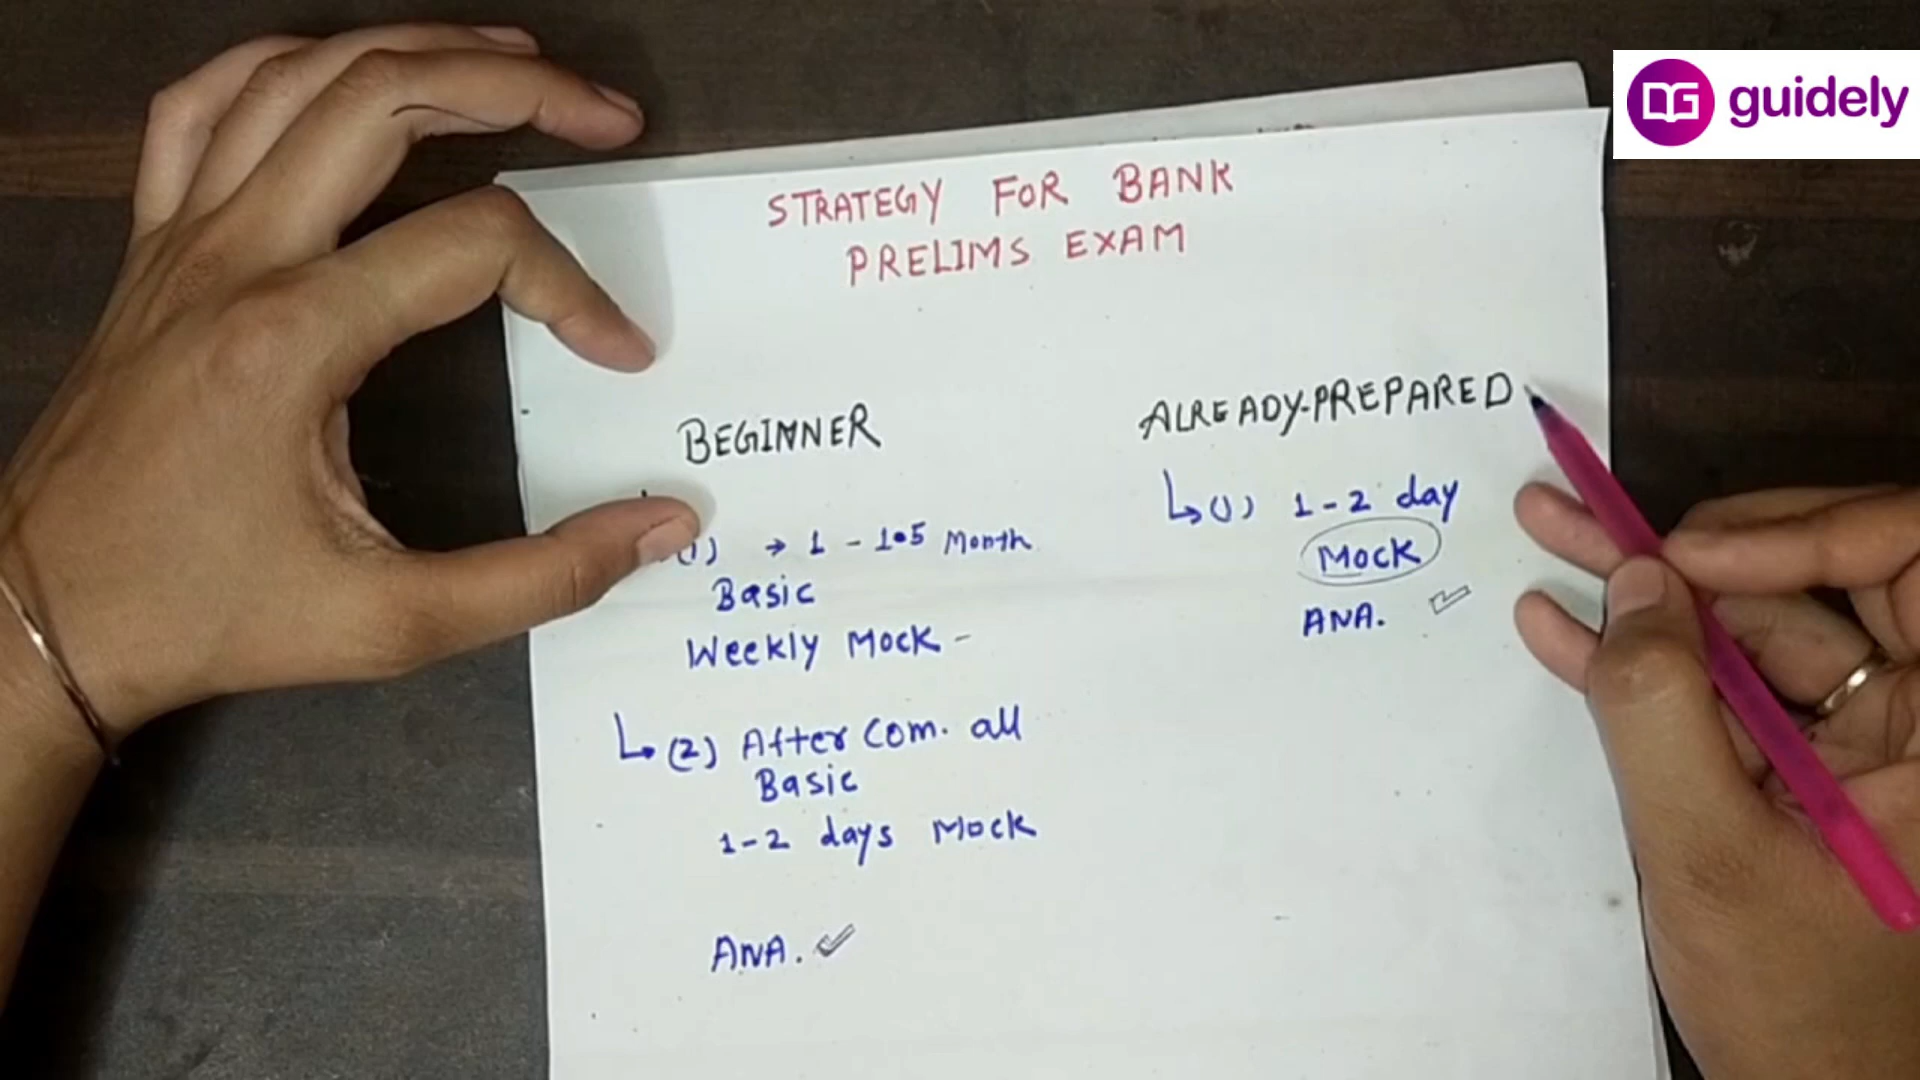 guidely
STRATEGY FOR BANK
PRELIMS EXAM
BEGINNER
(1) → 1 - 1.5 Month
Basic
Weekly Mock -
↳ (2) After Com. all
Basic
1-2 days Mock
ANA. ✓
ALREADY-PREPARED
↳ (1) 1-2 day
Mock
ANA. ✓